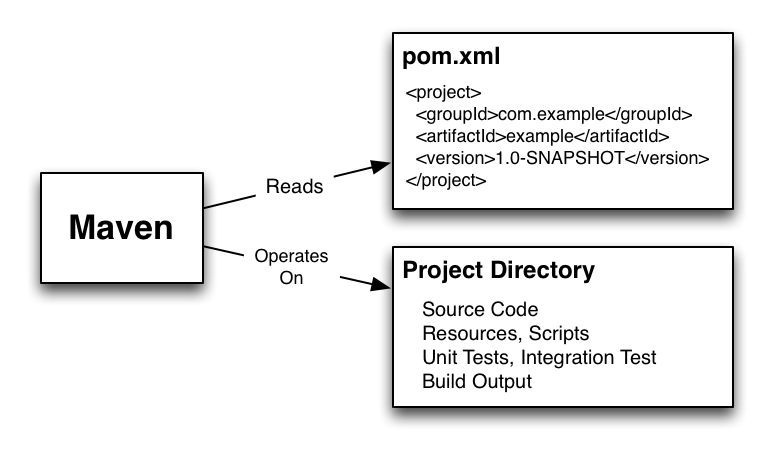 Maven
Reads
Operates
On
pom.xml
<project>
<groupId>com.example</groupId>
<artifactId>example</artifactId>
<version>1.0-SNAPSHOT</version>
</project>
Project Directory
Source Code
Resources, Scripts
Unit Tests, Integration Test
Build Output